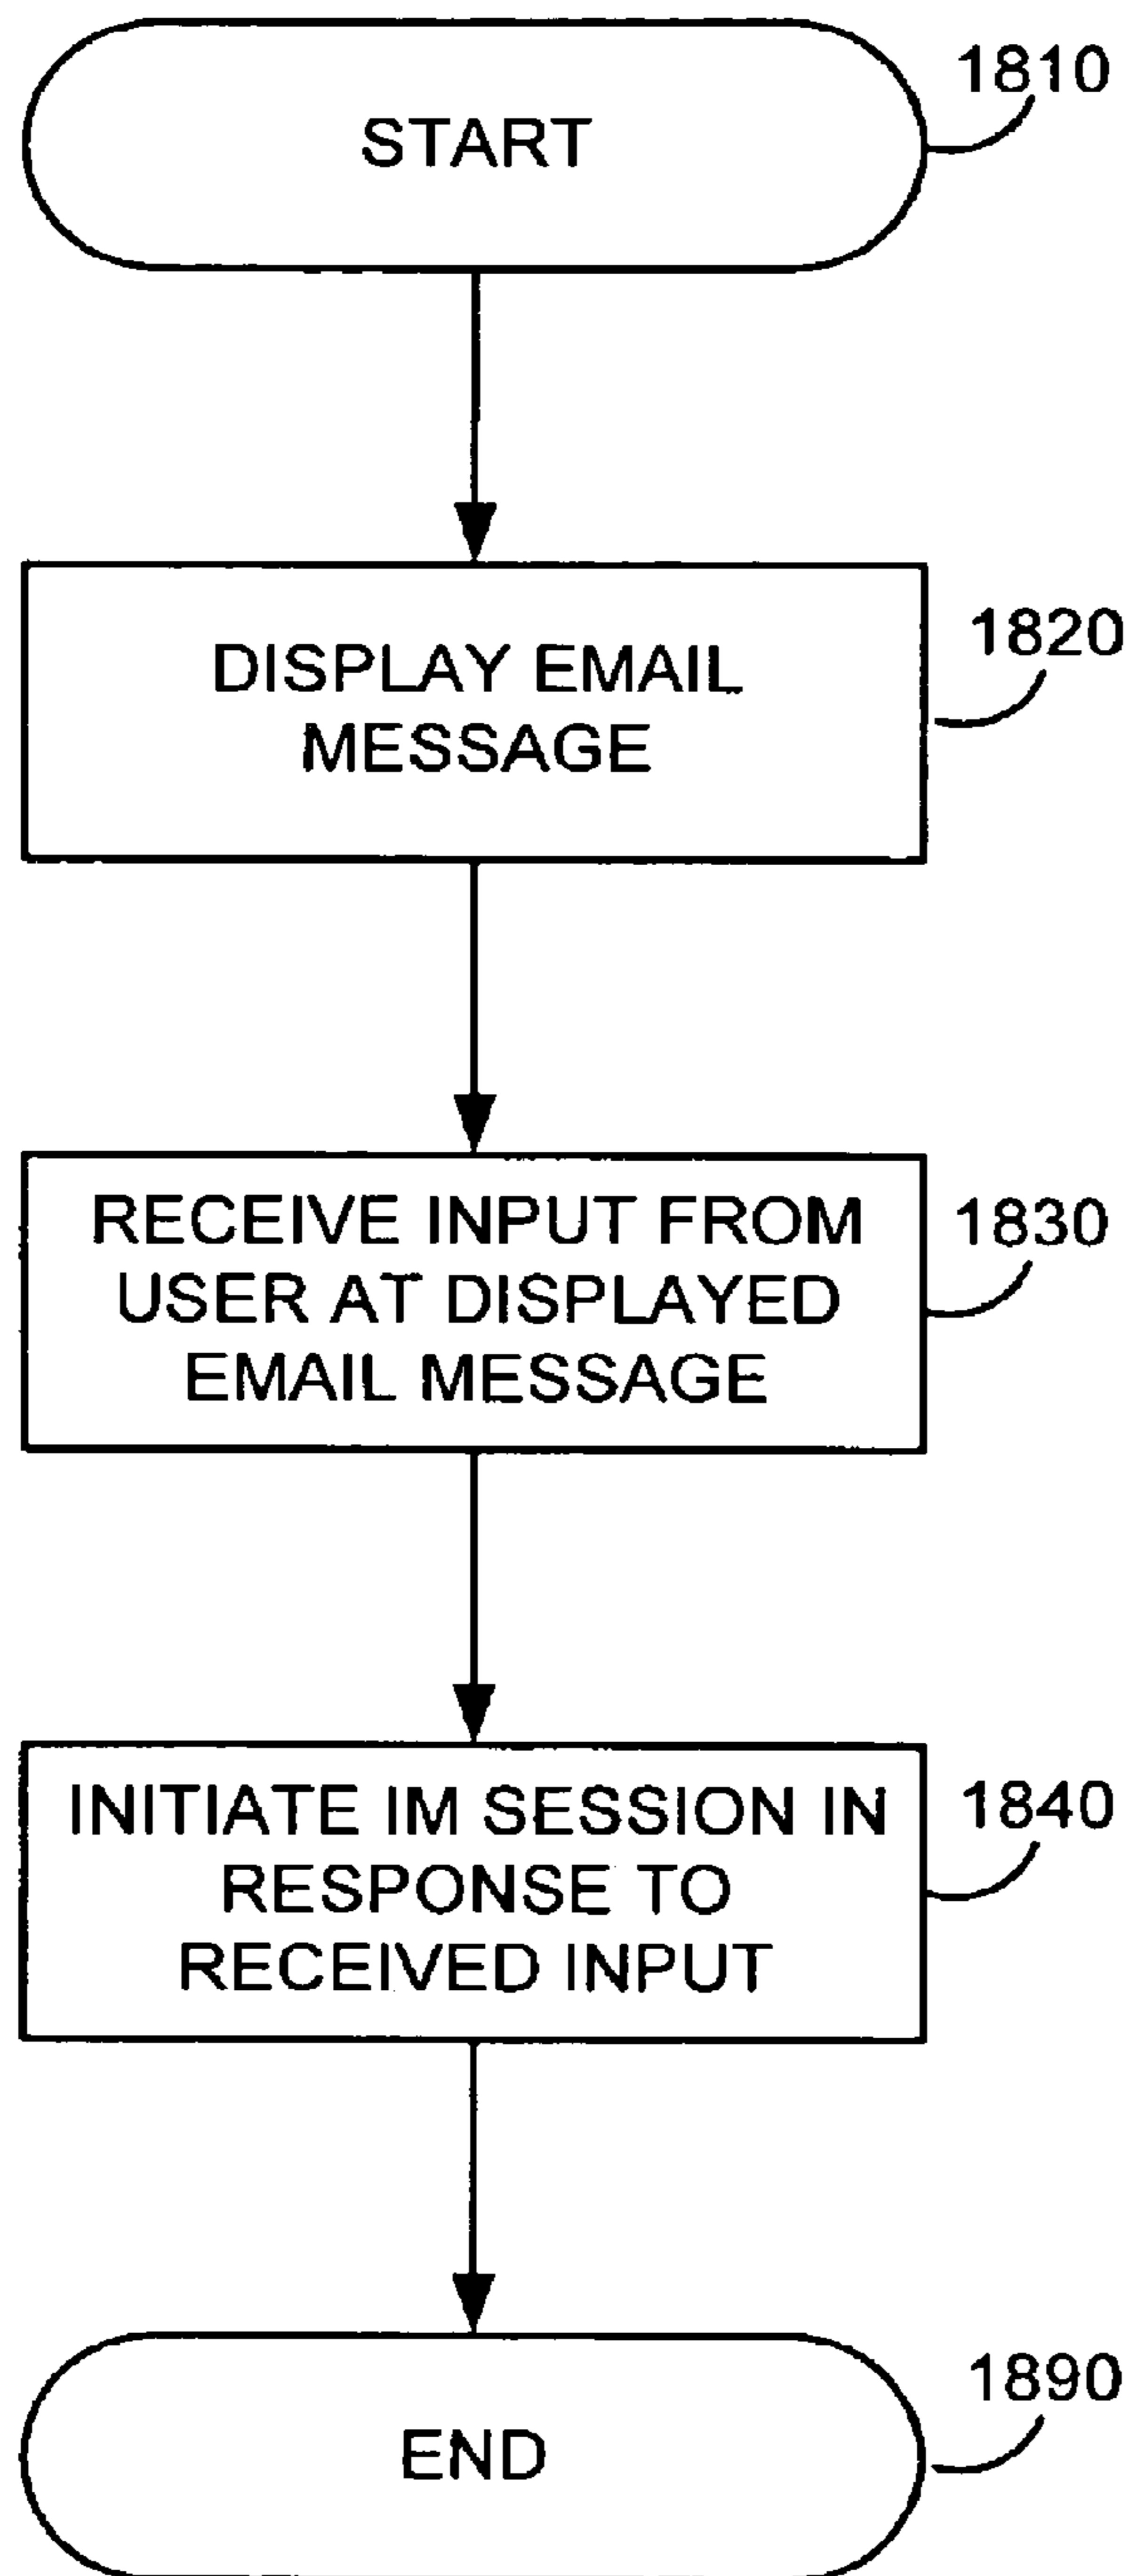 1810
START
1820
DISPLAY EMAIL
MESSAGE
1830
RECEIVE INPUT FROM
USER AT DISPLAYED
EMAIL MESSAGE
1840
INITIATE IM SESSION IN
RESPONSE TO
RECEIVED INPUT
1890
END